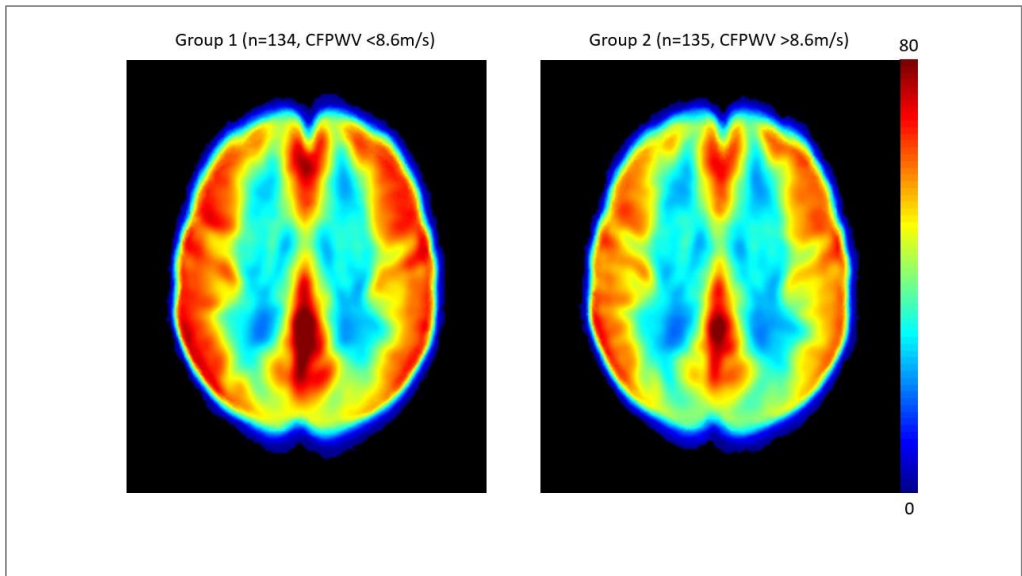 Group 1 (n=134, CFPWV <8.6m/s)
Group 2 (n=135, CFPWV >8.6m/s)
80
0